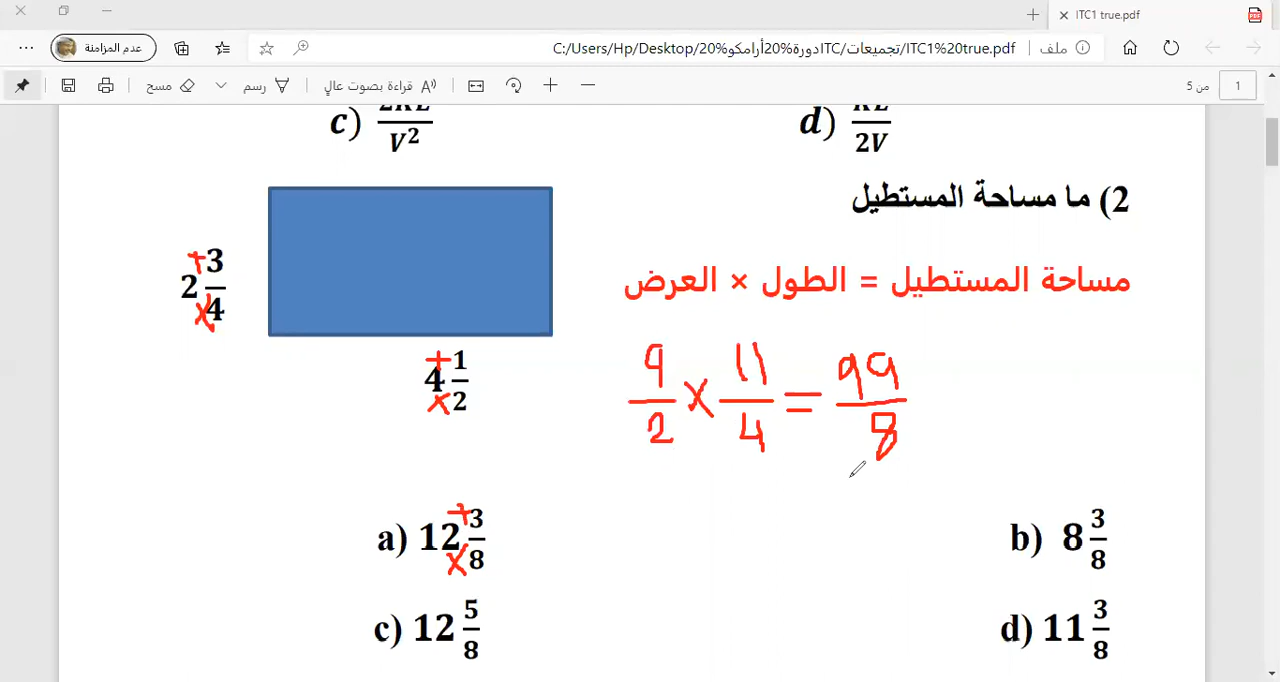 ITC1 true.pdf
عدم المزامنة
ملف
C:/Users/Hp/Desktop/20%دورة%20أرامكو/ITC/تجميعات/ITC1%20true.pdf
مسح
رسم
قراءة بصوت عالٍ
من 5
1
c) 2KE/V²
d) KE/2V
2) ما مساحة المستطيل
2 + 3/4 ×
مساحة المستطيل = الطول × العرض
4 + 1/2 ×
9/2 × 11/4 = 99/8
a) 12 + 3/8 ×
b) 8 3/8
c) 12 5/8
d) 11 3/8